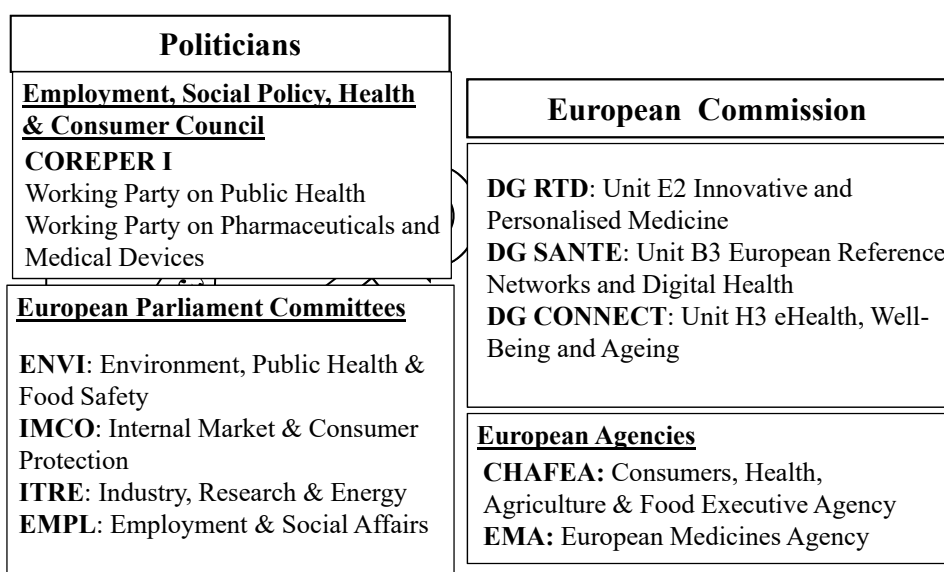 Politicians
Employment, Social Policy, Health
& Consumer Council
COREPER I
Working Party on Public Health
Working Party on Pharmaceuticals and
Medical Devices
European Parliament Committees
ENVI: Environment, Public Health &
Food Safety
IMCO: Internal Market & Consumer
Protection
ITRE: Industry, Research & Energy
EMPL: Employment & Social Affairs
European Commission
DG RTD: Unit E2 Innovative and
Personalised Medicine
DG SANTE: Unit B3 European Reference
Networks and Digital Health
DG CONNECT: Unit H3 eHealth, Well-
Being and Ageing
European Agencies
CHAFEA: Consumers, Health,
Agriculture & Food Executive Agency
EMA: European Medicines Agency